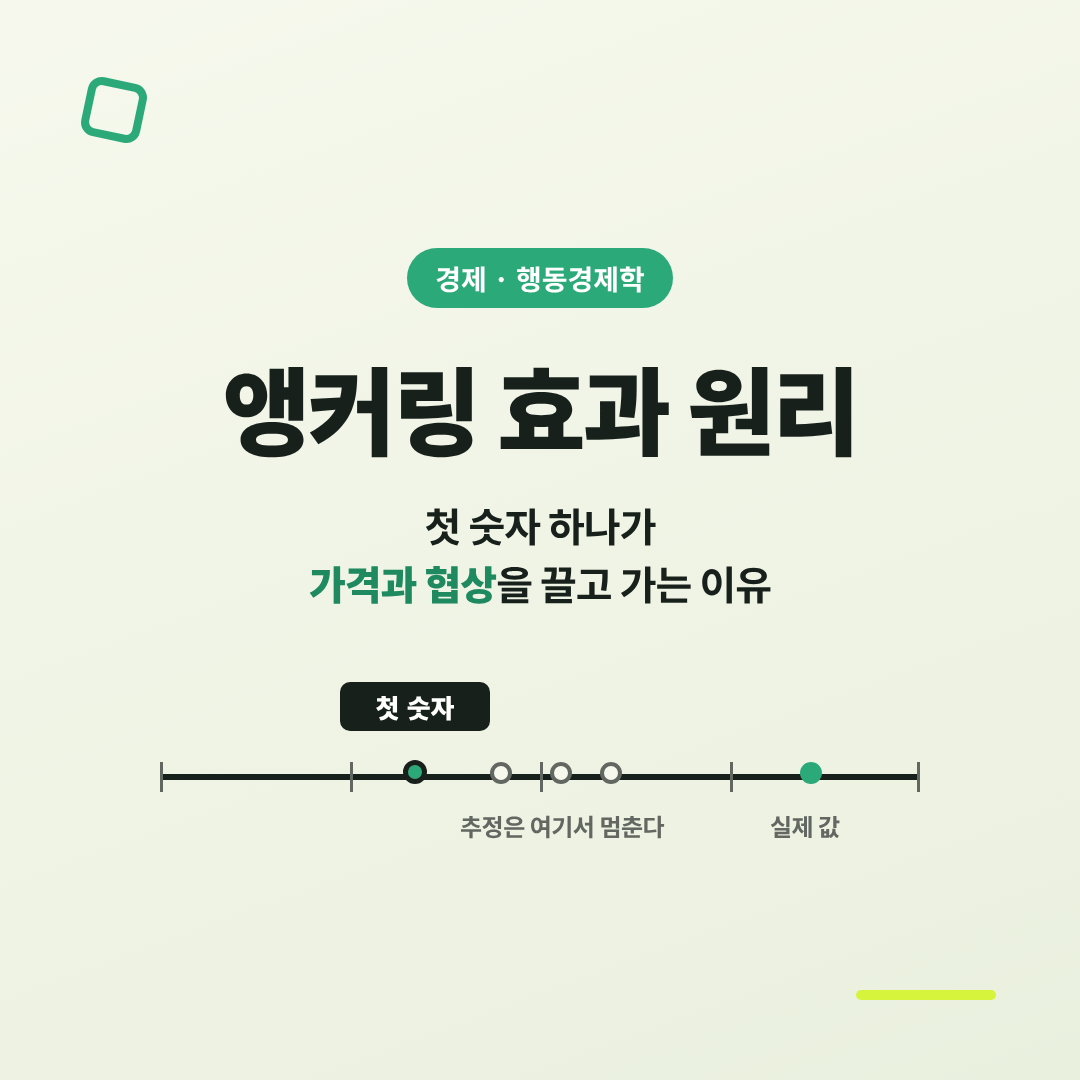 경제 · 행동경제학
앵커링 효과 원리
첫 숫자 하나가
가격과 협상을 끌고 가는 이유
첫 숫자
추정은 여기서 멈춘다
실제 값